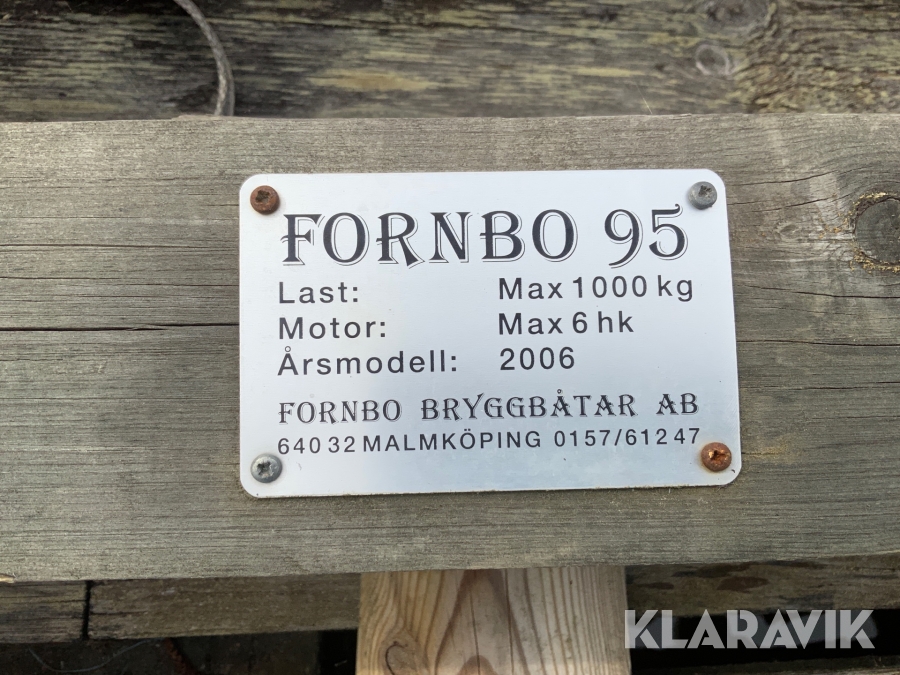 FORNBO 95
Last: Max 1000 kg
Motor: Max 6 hk
Årsmodell: 2006
FORNBO BRYGGBÅTAR AB
640 32 MALMKÖPING 0157/612 47
KLARAVIK